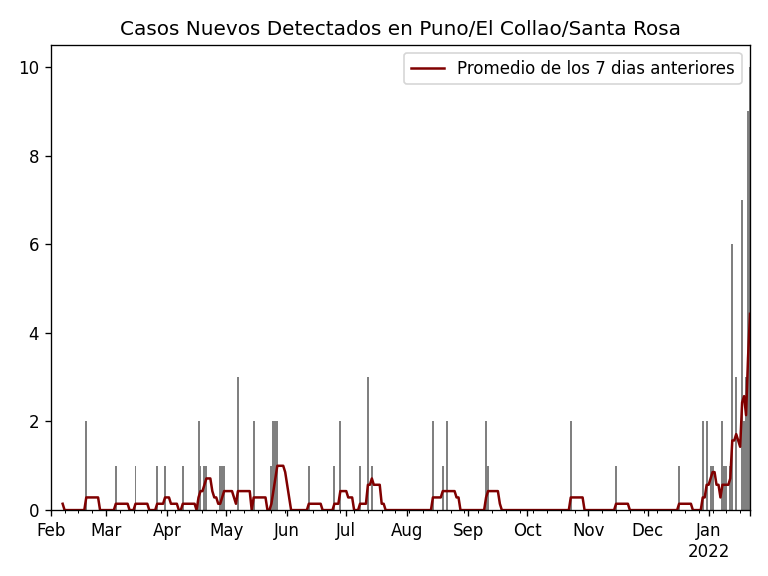 Casos Nuevos Detectados en Puno/El Collao/Santa Rosa
Promedio de los 7 dias anteriores
10
8
6
4
2
0
Feb Mar Apr May Jun Jul Aug Sep Oct Nov Dec Jan
2022